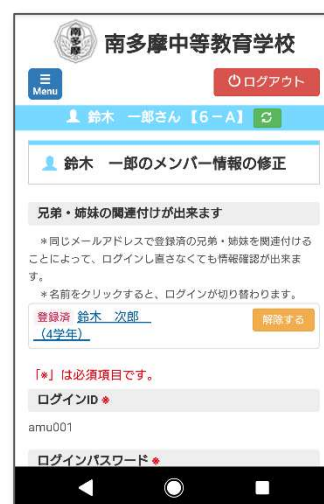 南多摩中等教育学校
Menu
ログアウト
鈴木　一郎さん【6－A】
鈴木　一郎のメンバー情報の修正
兄弟・姉妹の関連付けが出来ます
＊同じメールアドレスで登録済の兄弟・姉妹を関連付ける
ことによって、ログインし直さなくても情報確認が出来ま
す。
＊名前をクリックすると、ログインが切り替わります。
登録済 鈴木　次郎
（4学年）
解除する
「※」は必須項目です。
ログインID ※
amu001
ログインパスワード ※